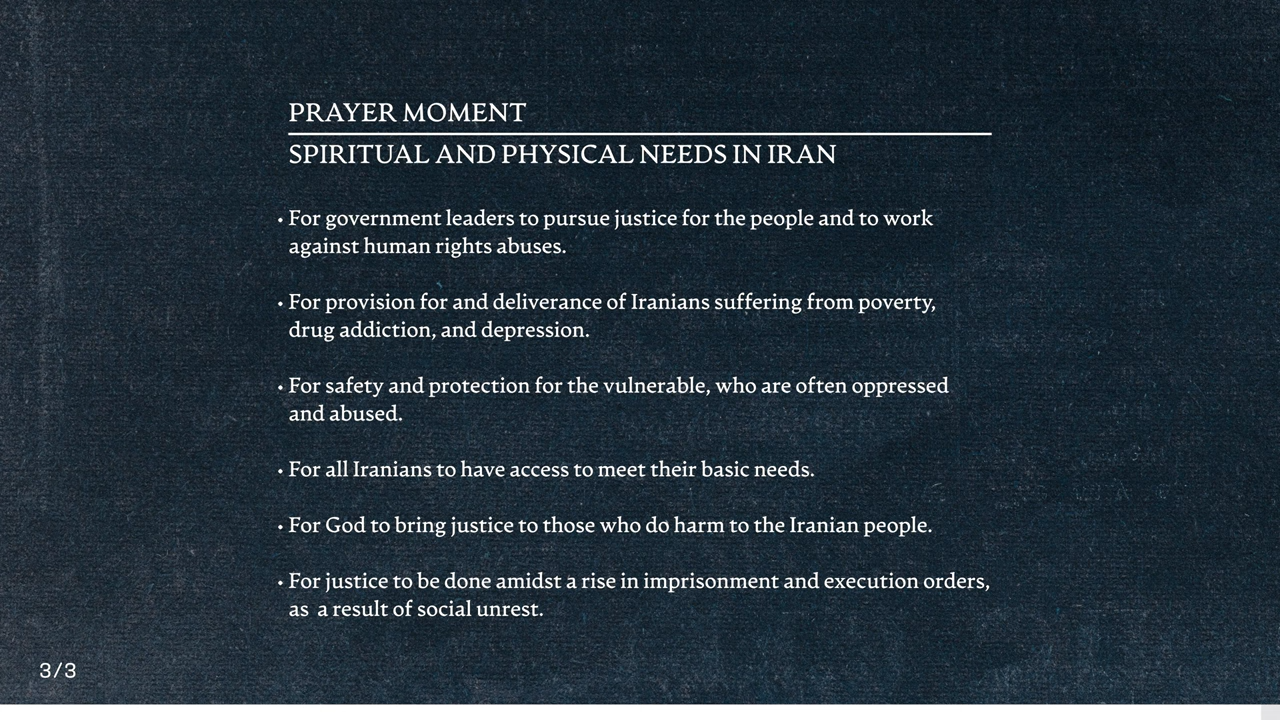 PRAYER MOMENT
SPIRITUAL AND PHYSICAL NEEDS IN IRAN
• For government leaders to pursue justice for the people and to work
against human rights abuses.
• For provision for and deliverance of Iranians suffering from poverty,
drug addiction, and depression.
• For safety and protection for the vulnerable, who are often oppressed
and abused.
• For all Iranians to have access to meet their basic needs.
• For God to bring justice to those who do harm to the Iranian people.
• For justice to be done amidst a rise in imprisonment and execution orders,
as  a result of social unrest.
3/3